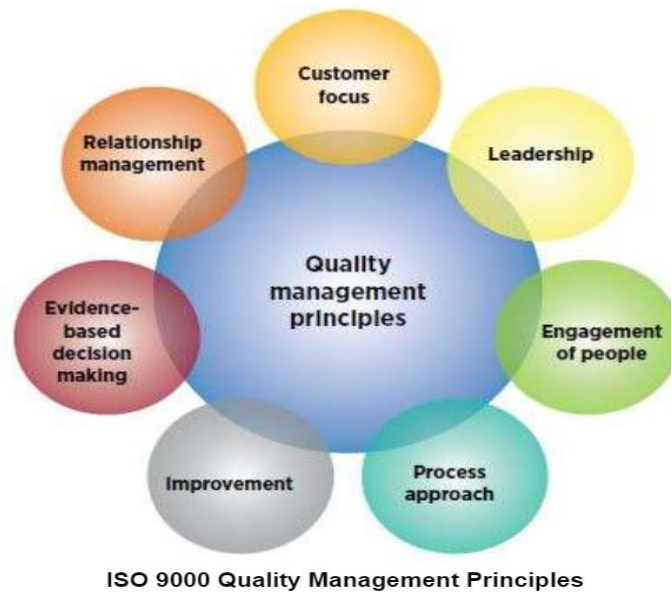 Customer
focus
Relationship
management
Leadership
Quality
management
principles
Evidence-
based
decision
making
Engagement
of people
Improvement
Process
approach
ISO 9000 Quality Management Principles